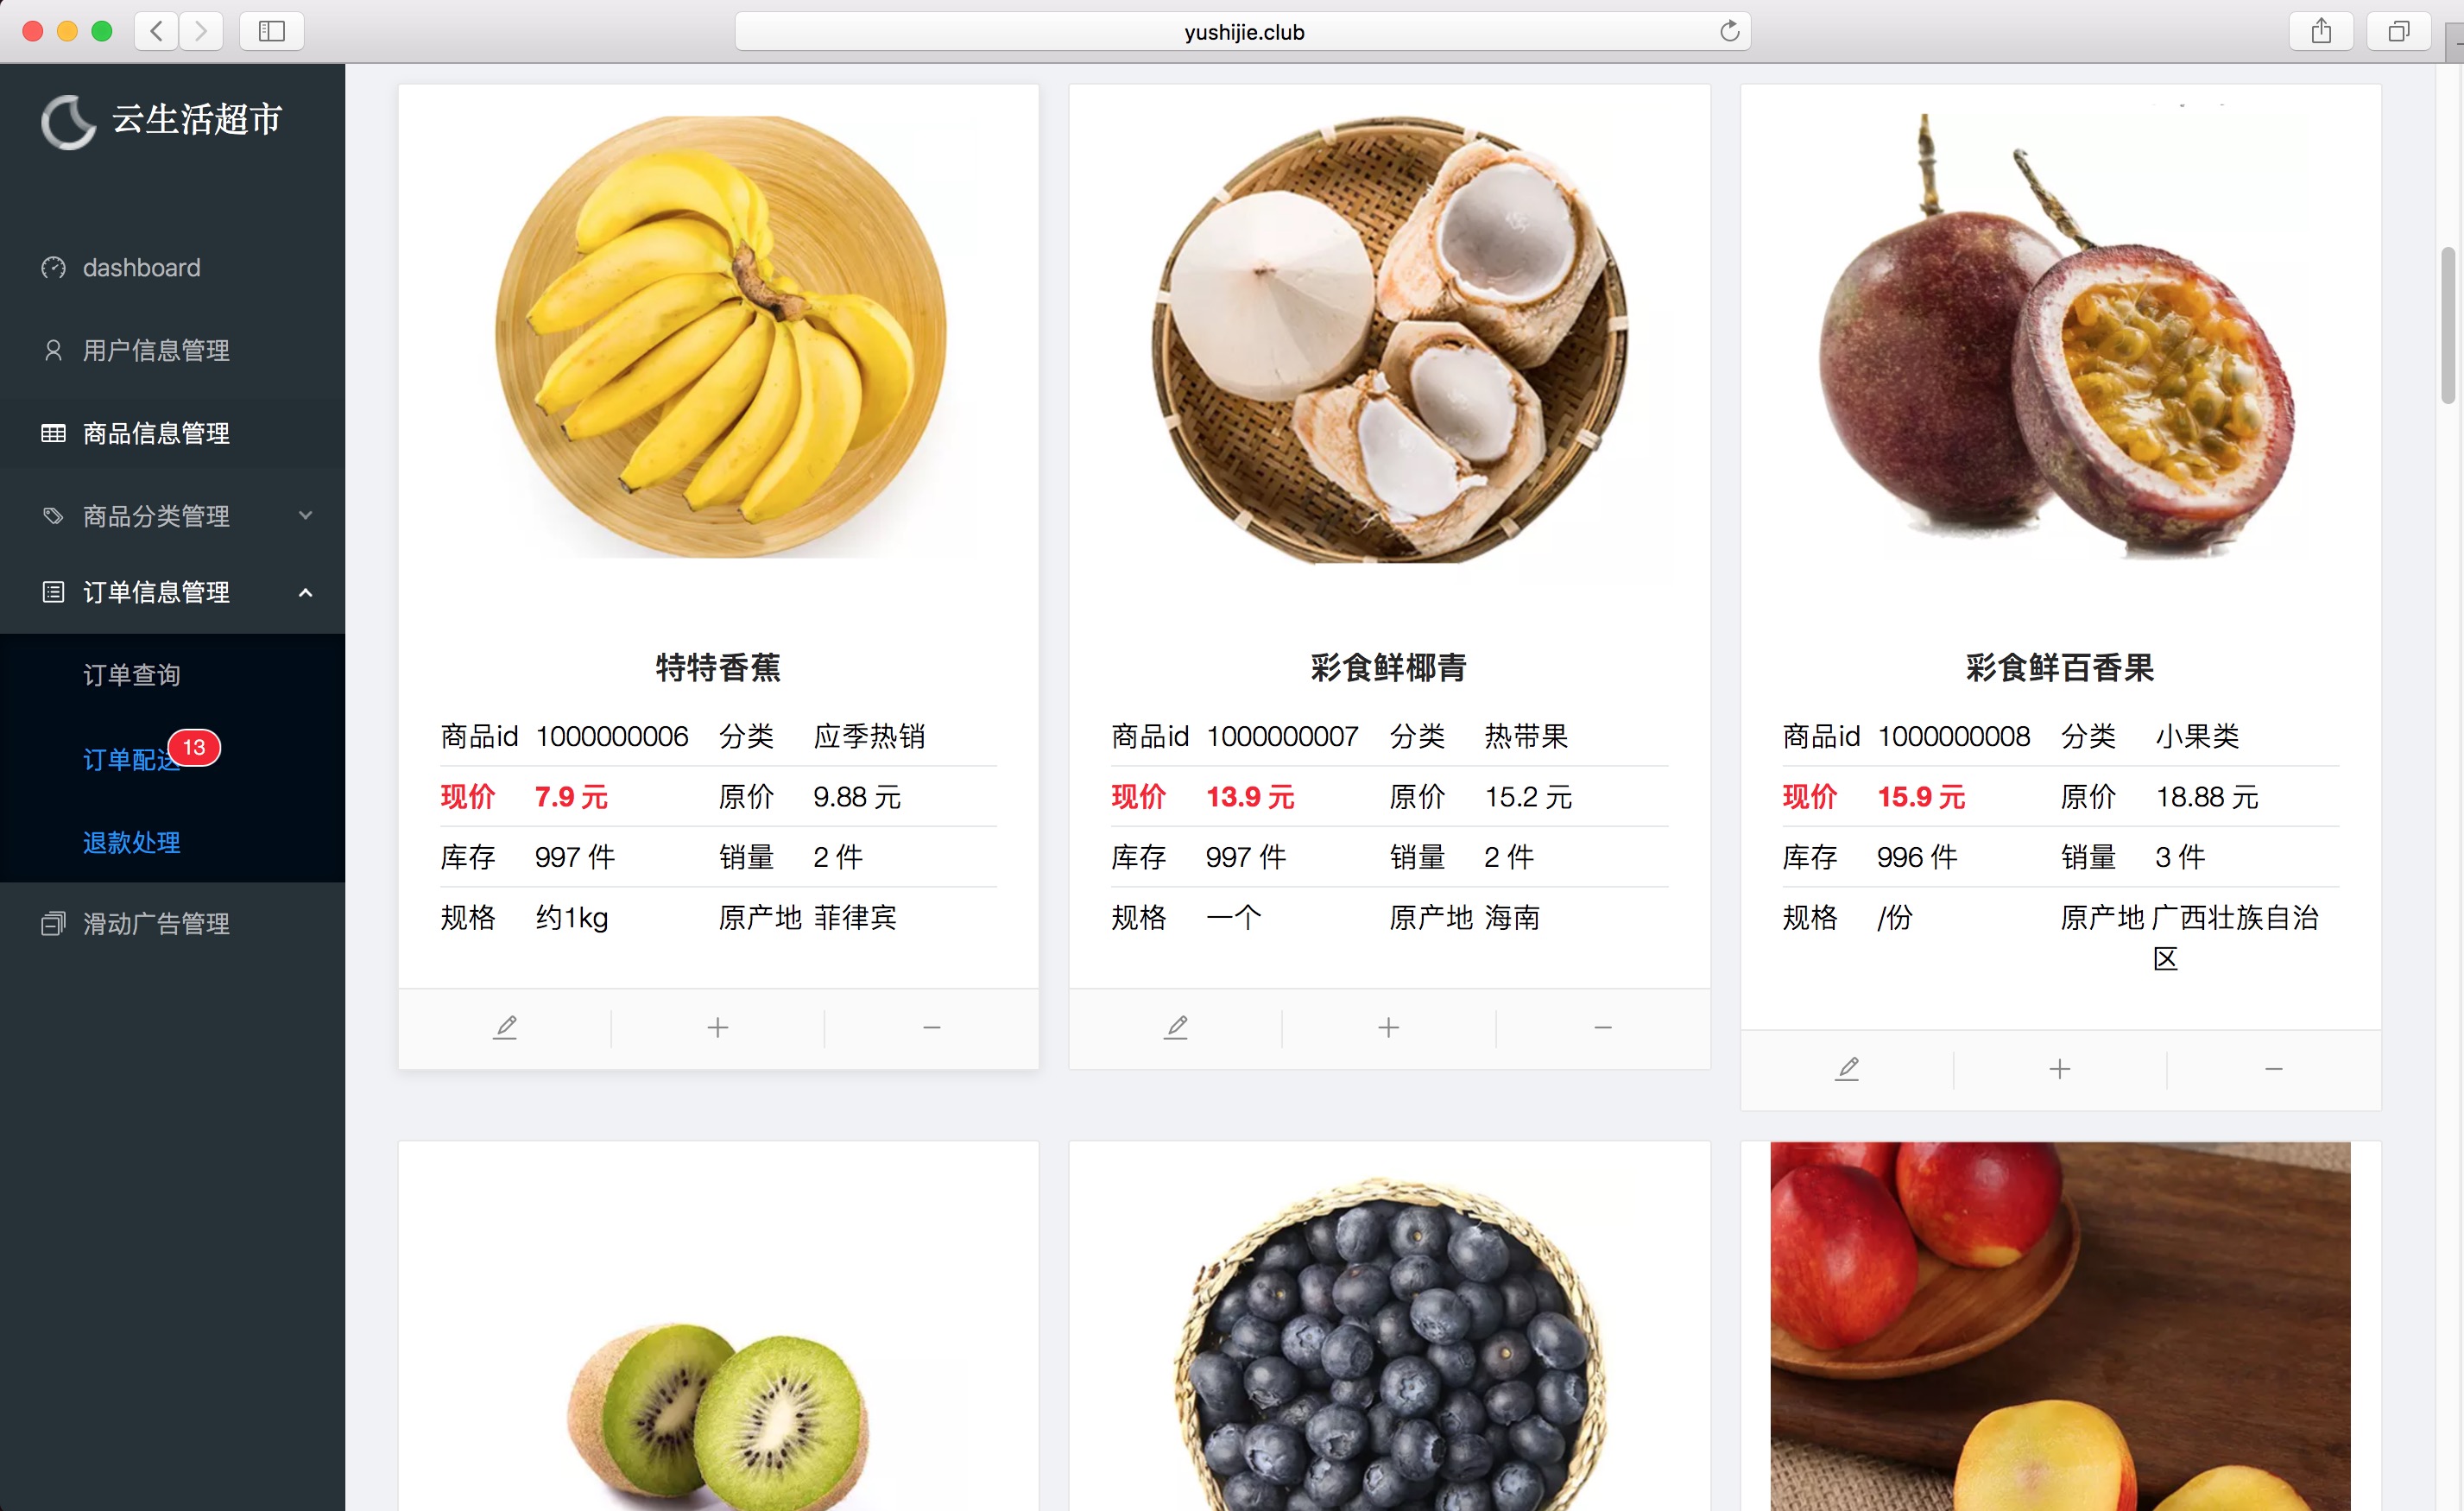 yushijie.club
云生活超市
dashboard
用户信息管理
商品信息管理
商品分类管理
订单信息管理
订单查询
订单配送
13
退款处理
滑动广告管理
特特香蕉
商品id 1000000006 分类 应季热销
现价 7.9 元 原价 9.88 元
库存 997 件 销量 2 件
规格 约1kg 原产地 菲律宾
彩食鲜椰青
商品id 1000000007 分类 热带果
现价 13.9 元 原价 15.2 元
库存 997 件 销量 2 件
规格 一个 原产地 海南
彩食鲜百香果
商品id 1000000008 分类 小果类
现价 15.9 元 原价 18.88 元
库存 996 件 销量 3 件
规格 /份 原产地 广西壮族自治
区